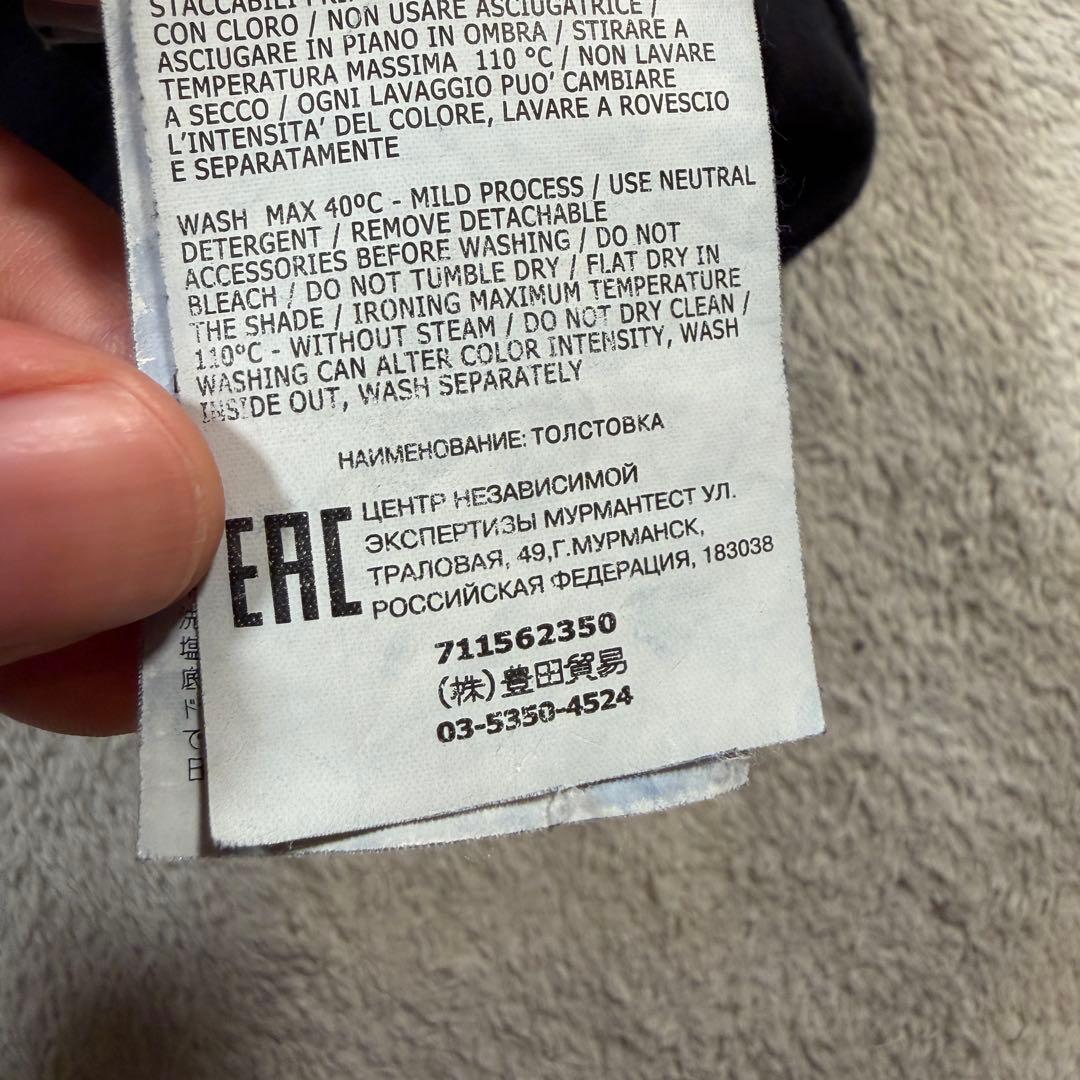 STACCABILI
CON CLORO / NON USARE ASCIUGATRICE /
ASCIUGARE IN PIANO IN OMBRA / STIRARE A
TEMPERATURA MASSIMA 110 °C / NON LAVARE
A SECCO / OGNI LAVAGGIO PUO' CAMBIARE
L'INTENSITA' DEL COLORE, LAVARE A ROVESCIO
E SEPARATAMENTE
WASH MAX 40°C - MILD PROCESS / USE NEUTRAL
DETERGENT / REMOVE DETACHABLE
ACCESSORIES BEFORE WASHING / DO NOT
BLEACH / DO NOT TUMBLE DRY / FLAT DRY IN
THE SHADE / IRONING MAXIMUM TEMPERATURE
110°C - WITHOUT STEAM / DO NOT DRY CLEAN /
WASHING CAN ALTER COLOR INTENSITY, WASH
INSIDE OUT, WASH SEPARATELY
НАИМЕНОВАНИЕ: ТОЛСТОВКА
EAC
ЦЕНТР НЕЗАВИСИМОЙ
ЭКСПЕРТИЗЫ МУРМАНТЕСТ УЛ.
ТРАЛОВАЯ, 49,Г.МУРМАНСК,
РОССИЙСКАЯ ФЕДЕРАЦИЯ, 183038
711562350
(株)豊田貿易
03-5350-4524